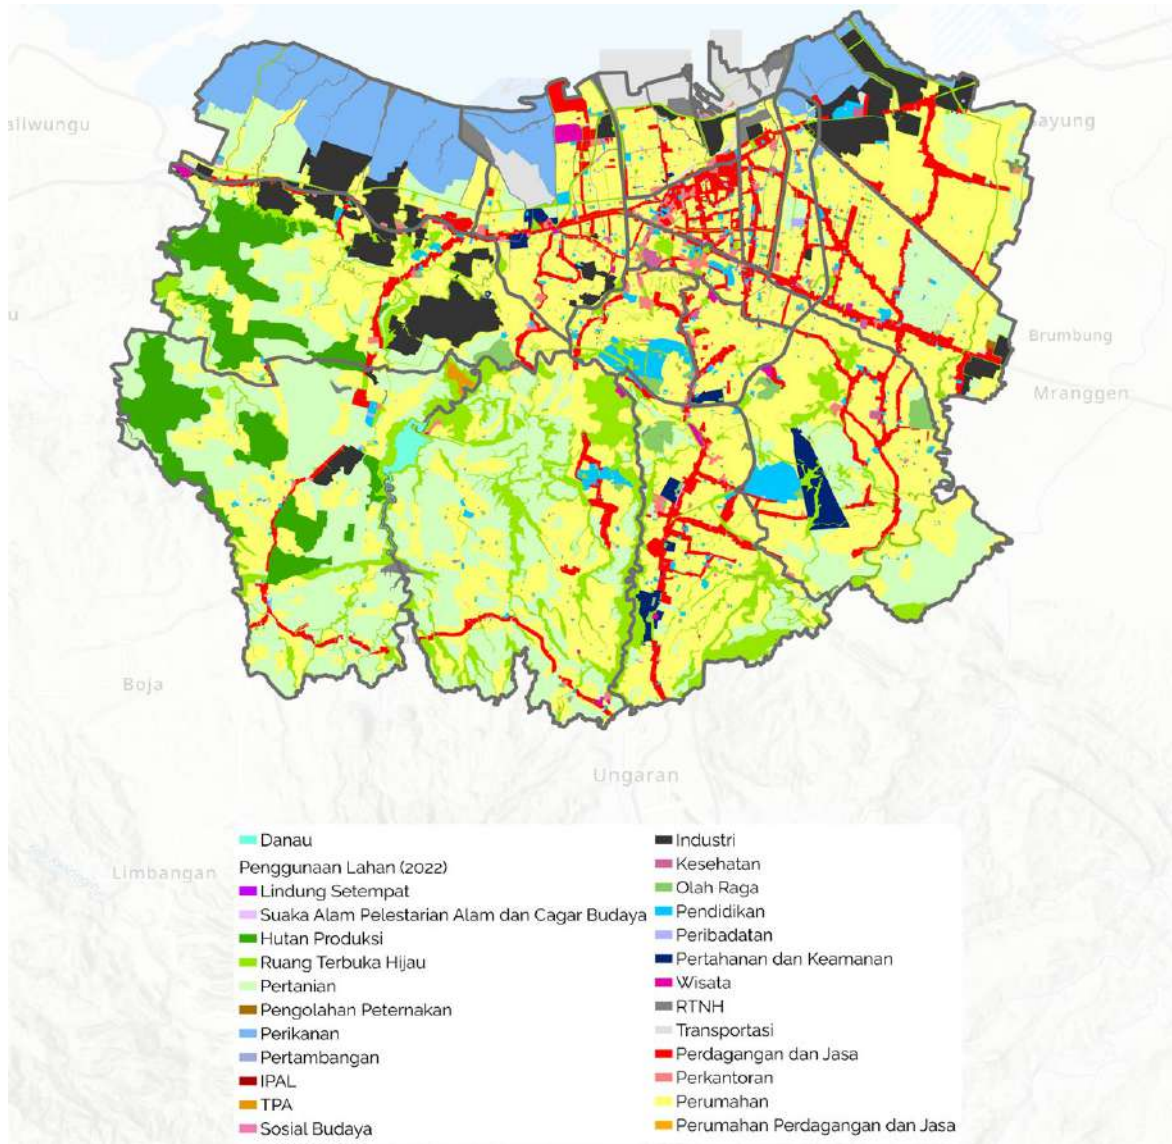 aliwungu
ayung
Brumbung
Mranggen
Boja
Ungaran
Limbangan
Danau
Penggunaan Lahan (2022)
Lindung Setempat
Suaka Alam Pelestarian Alam dan Cagar Budaya
Hutan Produksi
Ruang Terbuka Hijau
Pertanian
Pengolahan Peternakan
Perikanan
Pertambangan
IPAL
TPA
Sosial Budaya
Industri
Kesehatan
Olah Raga
Pendidikan
Peribadatan
Pertahanan dan Keamanan
Wisata
RTNH
Transportasi
Perdagangan dan Jasa
Perkantoran
Perumahan
Perumahan Perdagangan dan Jasa